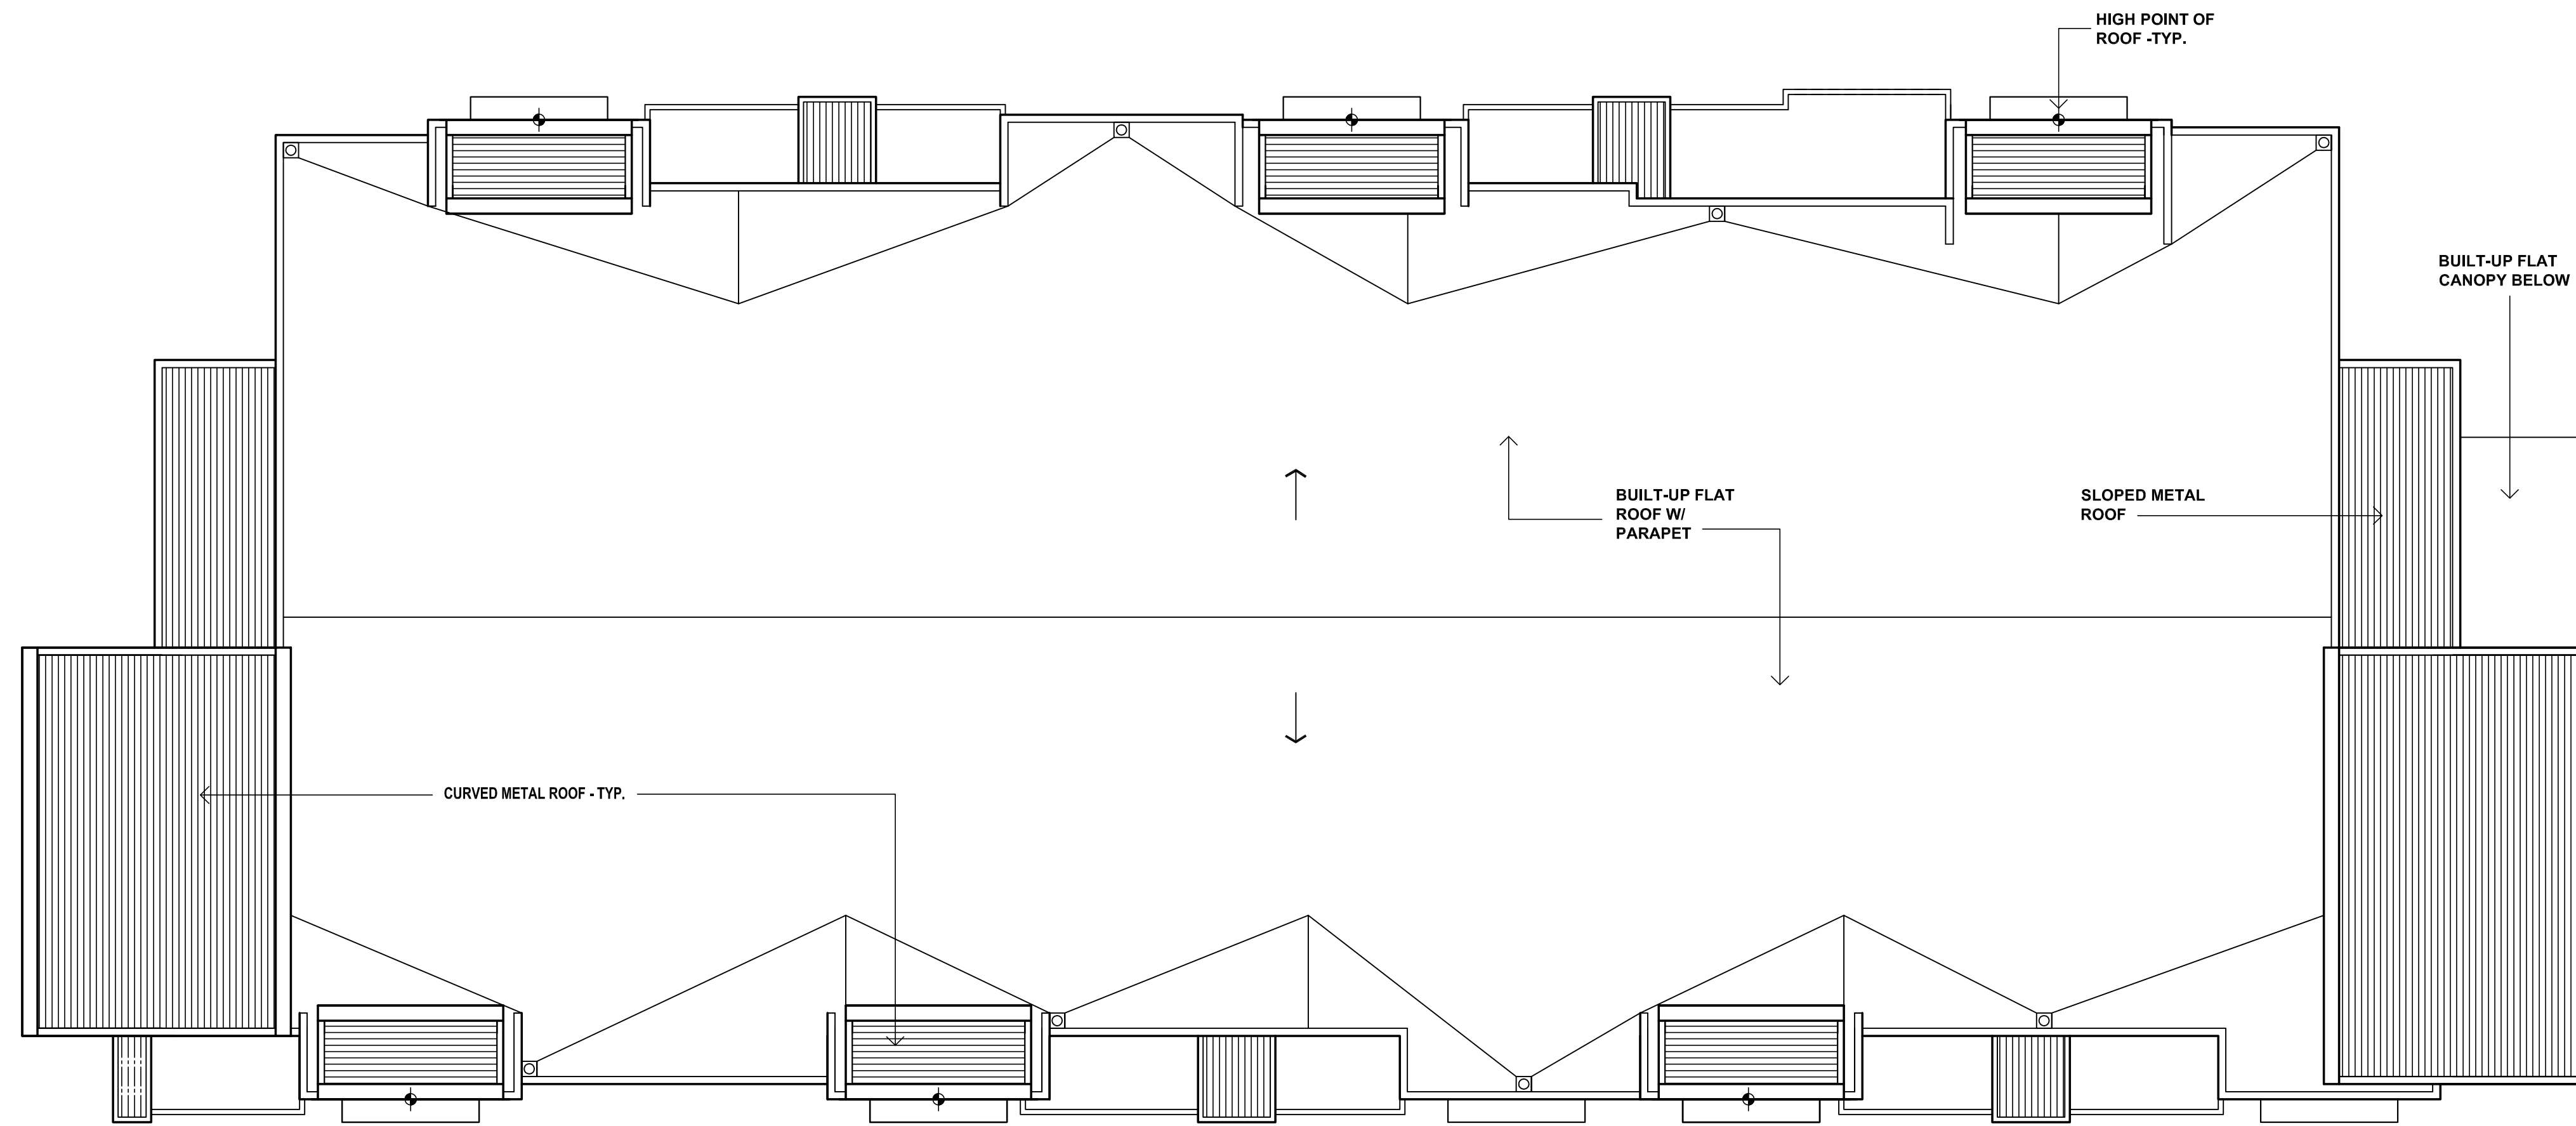 HIGH POINT OF
ROOF -TYP.
BUILT-UP FLAT
CANOPY BELOW
BUILT-UP FLAT
ROOF W/
PARAPET
SLOPED METAL
ROOF
CURVED METAL ROOF - TYP.